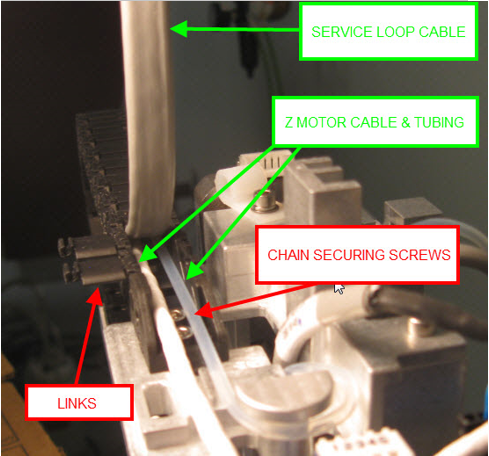 SERVICE LOOP CABLE
Z MOTOR CABLE & TUBING
CHAIN SECURING SCREWS
LINKS